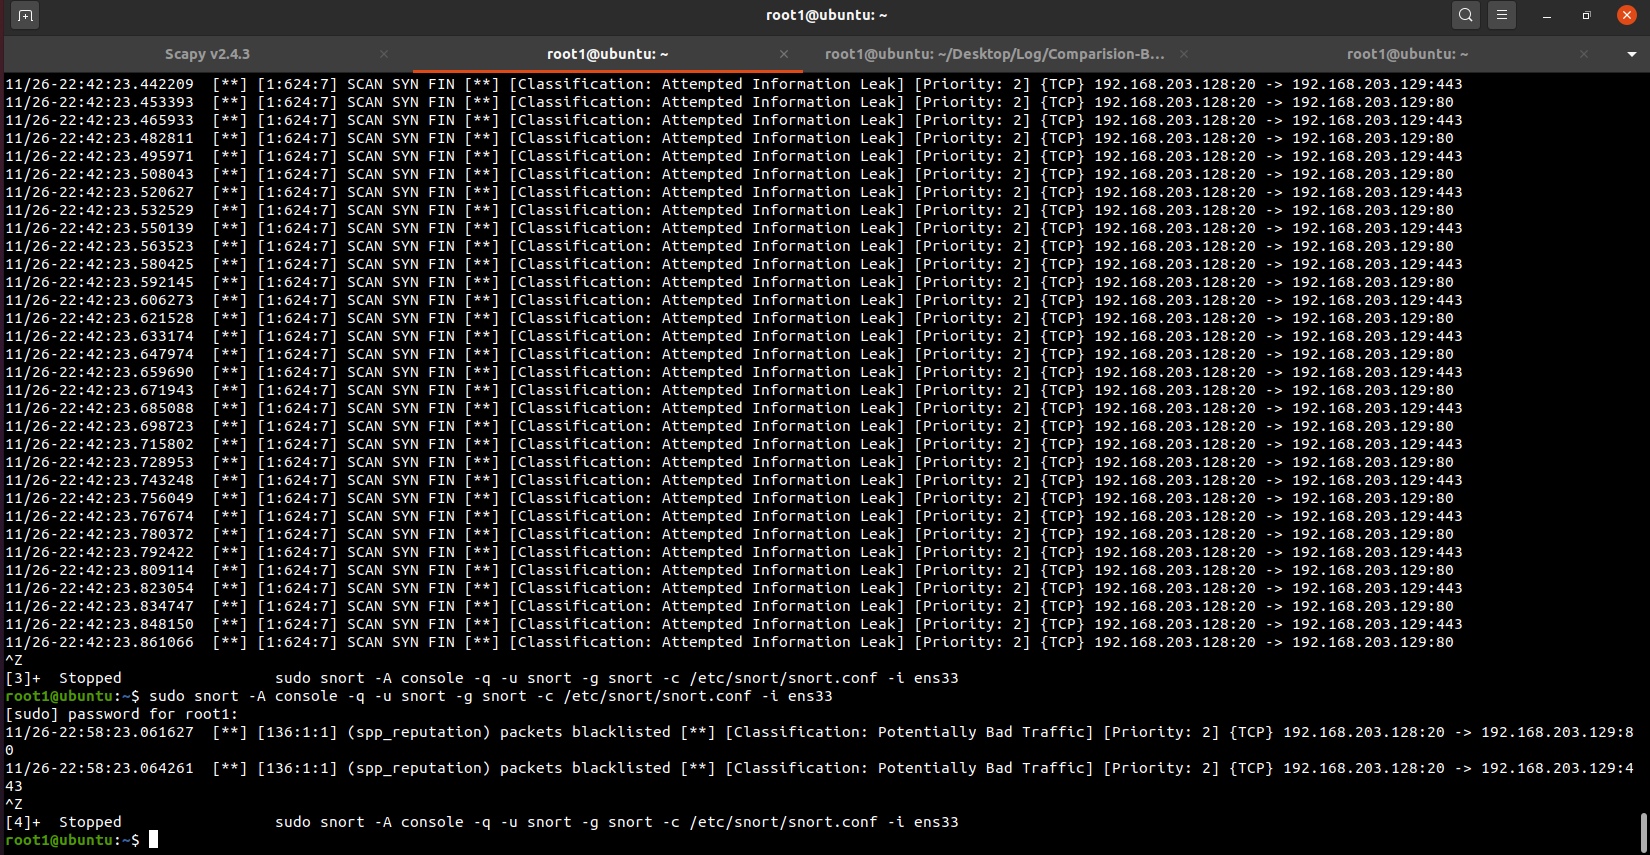 root1@ubuntu: ~
Scapy v2.4.3
root1@ubuntu: ~
root1@ubuntu: ~/Desktop/Log/Comparision-B...
root1@ubuntu: ~
11/26-22:42:23.442209  [**] [1:624:7] SCAN SYN FIN [**] [Classification: Attempted Information Leak] [Priority: 2] {TCP} 192.168.203.128:20 -> 192.168.203.129:443
11/26-22:42:23.453393  [**] [1:624:7] SCAN SYN FIN [**] [Classification: Attempted Information Leak] [Priority: 2] {TCP} 192.168.203.128:20 -> 192.168.203.129:80
11/26-22:42:23.465933  [**] [1:624:7] SCAN SYN FIN [**] [Classification: Attempted Information Leak] [Priority: 2] {TCP} 192.168.203.128:20 -> 192.168.203.129:443
11/26-22:42:23.482811  [**] [1:624:7] SCAN SYN FIN [**] [Classification: Attempted Information Leak] [Priority: 2] {TCP} 192.168.203.128:20 -> 192.168.203.129:80
11/26-22:42:23.495971  [**] [1:624:7] SCAN SYN FIN [**] [Classification: Attempted Information Leak] [Priority: 2] {TCP} 192.168.203.128:20 -> 192.168.203.129:443
11/26-22:42:23.508043  [**] [1:624:7] SCAN SYN FIN [**] [Classification: Attempted Information Leak] [Priority: 2] {TCP} 192.168.203.128:20 -> 192.168.203.129:80
11/26-22:42:23.520627  [**] [1:624:7] SCAN SYN FIN [**] [Classification: Attempted Information Leak] [Priority: 2] {TCP} 192.168.203.128:20 -> 192.168.203.129:443
11/26-22:42:23.532529  [**] [1:624:7] SCAN SYN FIN [**] [Classification: Attempted Information Leak] [Priority: 2] {TCP} 192.168.203.128:20 -> 192.168.203.129:80
11/26-22:42:23.550139  [**] [1:624:7] SCAN SYN FIN [**] [Classification: Attempted Information Leak] [Priority: 2] {TCP} 192.168.203.128:20 -> 192.168.203.129:443
11/26-22:42:23.563523  [**] [1:624:7] SCAN SYN FIN [**] [Classification: Attempted Information Leak] [Priority: 2] {TCP} 192.168.203.128:20 -> 192.168.203.129:80
11/26-22:42:23.580425  [**] [1:624:7] SCAN SYN FIN [**] [Classification: Attempted Information Leak] [Priority: 2] {TCP} 192.168.203.128:20 -> 192.168.203.129:443
11/26-22:42:23.592145  [**] [1:624:7] SCAN SYN FIN [**] [Classification: Attempted Information Leak] [Priority: 2] {TCP} 192.168.203.128:20 -> 192.168.203.129:80
11/26-22:42:23.606273  [**] [1:624:7] SCAN SYN FIN [**] [Classification: Attempted Information Leak] [Priority: 2] {TCP} 192.168.203.128:20 -> 192.168.203.129:443
11/26-22:42:23.621528  [**] [1:624:7] SCAN SYN FIN [**] [Classification: Attempted Information Leak] [Priority: 2] {TCP} 192.168.203.128:20 -> 192.168.203.129:80
11/26-22:42:23.633174  [**] [1:624:7] SCAN SYN FIN [**] [Classification: Attempted Information Leak] [Priority: 2] {TCP} 192.168.203.128:20 -> 192.168.203.129:443
11/26-22:42:23.647974  [**] [1:624:7] SCAN SYN FIN [**] [Classification: Attempted Information Leak] [Priority: 2] {TCP} 192.168.203.128:20 -> 192.168.203.129:80
11/26-22:42:23.659690  [**] [1:624:7] SCAN SYN FIN [**] [Classification: Attempted Information Leak] [Priority: 2] {TCP} 192.168.203.128:20 -> 192.168.203.129:443
11/26-22:42:23.671943  [**] [1:624:7] SCAN SYN FIN [**] [Classification: Attempted Information Leak] [Priority: 2] {TCP} 192.168.203.128:20 -> 192.168.203.129:80
11/26-22:42:23.685088  [**] [1:624:7] SCAN SYN FIN [**] [Classification: Attempted Information Leak] [Priority: 2] {TCP} 192.168.203.128:20 -> 192.168.203.129:443
11/26-22:42:23.698723  [**] [1:624:7] SCAN SYN FIN [**] [Classification: Attempted Information Leak] [Priority: 2] {TCP} 192.168.203.128:20 -> 192.168.203.129:80
11/26-22:42:23.715802  [**] [1:624:7] SCAN SYN FIN [**] [Classification: Attempted Information Leak] [Priority: 2] {TCP} 192.168.203.128:20 -> 192.168.203.129:443
11/26-22:42:23.728953  [**] [1:624:7] SCAN SYN FIN [**] [Classification: Attempted Information Leak] [Priority: 2] {TCP} 192.168.203.128:20 -> 192.168.203.129:80
11/26-22:42:23.743248  [**] [1:624:7] SCAN SYN FIN [**] [Classification: Attempted Information Leak] [Priority: 2] {TCP} 192.168.203.128:20 -> 192.168.203.129:443
11/26-22:42:23.756049  [**] [1:624:7] SCAN SYN FIN [**] [Classification: Attempted Information Leak] [Priority: 2] {TCP} 192.168.203.128:20 -> 192.168.203.129:80
11/26-22:42:23.767674  [**] [1:624:7] SCAN SYN FIN [**] [Classification: Attempted Information Leak] [Priority: 2] {TCP} 192.168.203.128:20 -> 192.168.203.129:443
11/26-22:42:23.780372  [**] [1:624:7] SCAN SYN FIN [**] [Classification: Attempted Information Leak] [Priority: 2] {TCP} 192.168.203.128:20 -> 192.168.203.129:80
11/26-22:42:23.792422  [**] [1:624:7] SCAN SYN FIN [**] [Classification: Attempted Information Leak] [Priority: 2] {TCP} 192.168.203.128:20 -> 192.168.203.129:443
11/26-22:42:23.809114  [**] [1:624:7] SCAN SYN FIN [**] [Classification: Attempted Information Leak] [Priority: 2] {TCP} 192.168.203.128:20 -> 192.168.203.129:80
11/26-22:42:23.823054  [**] [1:624:7] SCAN SYN FIN [**] [Classification: Attempted Information Leak] [Priority: 2] {TCP} 192.168.203.128:20 -> 192.168.203.129:443
11/26-22:42:23.834747  [**] [1:624:7] SCAN SYN FIN [**] [Classification: Attempted Information Leak] [Priority: 2] {TCP} 192.168.203.128:20 -> 192.168.203.129:80
11/26-22:42:23.848150  [**] [1:624:7] SCAN SYN FIN [**] [Classification: Attempted Information Leak] [Priority: 2] {TCP} 192.168.203.128:20 -> 192.168.203.129:443
11/26-22:42:23.861066  [**] [1:624:7] SCAN SYN FIN [**] [Classification: Attempted Information Leak] [Priority: 2] {TCP} 192.168.203.128:20 -> 192.168.203.129:80
^Z
[3]+  Stopped                 sudo snort -A console -q -u snort -g snort -c /etc/snort/snort.conf -i ens33
root1@ubuntu:~$ sudo snort -A console -q -u snort -g snort -c /etc/snort/snort.conf -i ens33
[sudo] password for root1:
11/26-22:58:23.061627  [**] [136:1:1] (spp_reputation) packets blacklisted [**] [Classification: Potentially Bad Traffic] [Priority: 2] {TCP} 192.168.203.128:20 -> 192.168.203.129:8
0
11/26-22:58:23.064261  [**] [136:1:1] (spp_reputation) packets blacklisted [**] [Classification: Potentially Bad Traffic] [Priority: 2] {TCP} 192.168.203.128:20 -> 192.168.203.129:4
43
^Z
[4]+  Stopped                 sudo snort -A console -q -u snort -g snort -c /etc/snort/snort.conf -i ens33
root1@ubuntu:~$